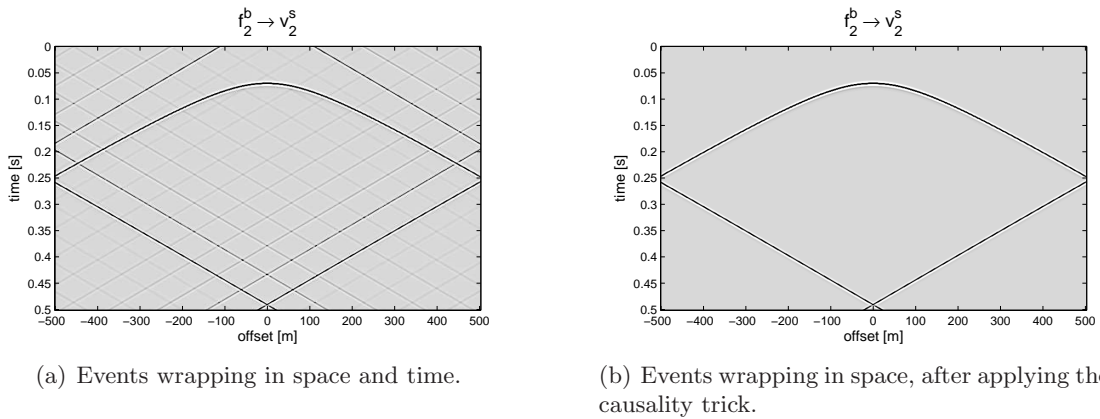 f_2^b → v_2^s
0
0.05
0.1
0.15
0.2
0.25
0.3
0.35
0.4
0.45
0.5
time [s]
−500 −400 −300 −200 −100 0 100 200 300 400 500
offset [m]
(a) Events wrapping in space and time.
f_2^b → v_2^s
0
0.05
0.1
0.15
0.2
0.25
0.3
0.35
0.4
0.45
0.5
time [s]
−500 −400 −300 −200 −100 0 100 200 300 400 500
offset [m]
(b) Events wrapping in space, after applying the
causality trick.